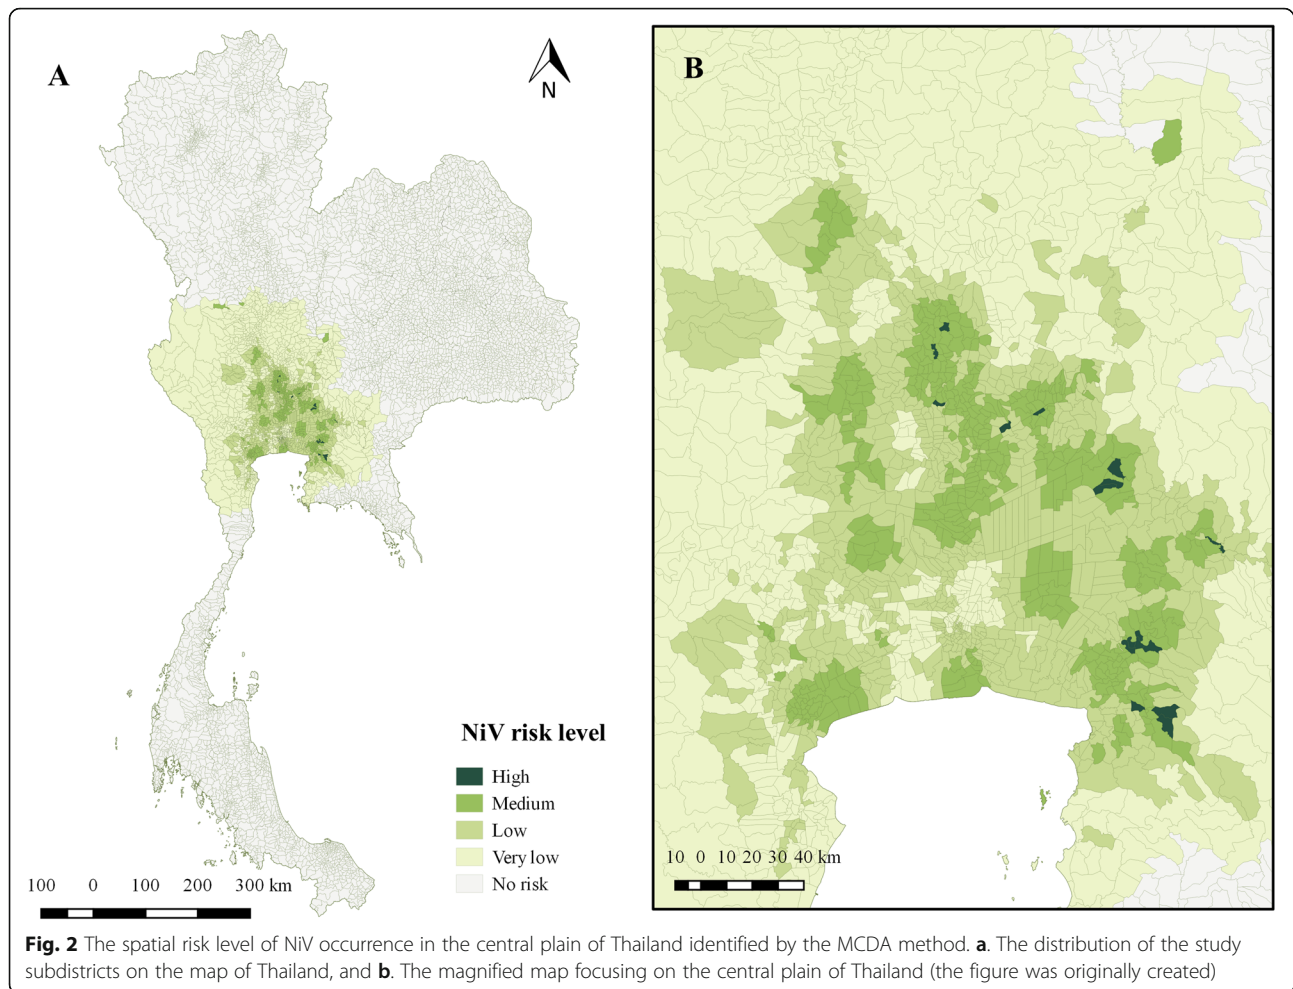 A
N
B
NiV risk level
High
Medium
Low
Very low
No risk
100 0 100 200 300 km
10 0 10 20 30 40 km
Fig. 2 The spatial risk level of NiV occurrence in the central plain of Thailand identified by the MCDA method. a. The distribution of the study
subdistricts on the map of Thailand, and b. The magnified map focusing on the central plain of Thailand (the figure was originally created)